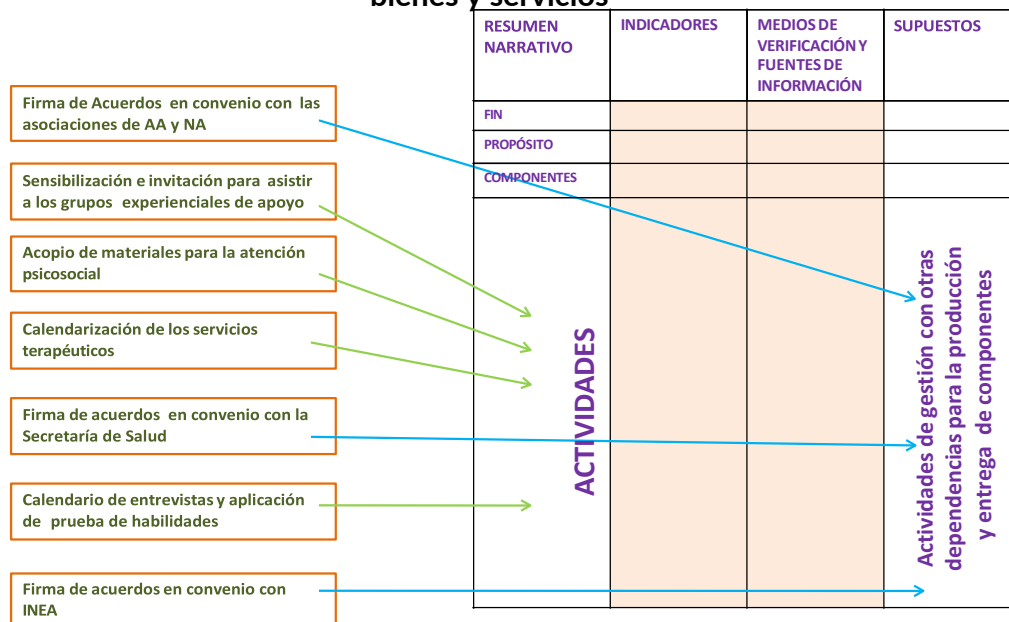 bienes y servicios
RESUMEN
NARRATIVO
INDICADORES
MEDIOS DE
VERIFICACIÓN Y
FUENTES DE
INFORMACIÓN
SUPUESTOS
FIN
PROPÓSITO
COMPONENTES
Firma de Acuerdos en convenio con las
asociaciones de AA y NA
Sensibilización e invitación para asistir
a los grupos experienciales de apoyo
Acopio de materiales para la atención
psicosocial
Calendarización de los servicios
terapéuticos
Firma de acuerdos en convenio con la
Secretaría de Salud
Calendario de entrevistas y aplicación
de prueba de habilidades
Firma de acuerdos en convenio con
INEA
ACTIVIDADES
Actividades de gestión con otras
dependencias para la producción
y entrega de componentes